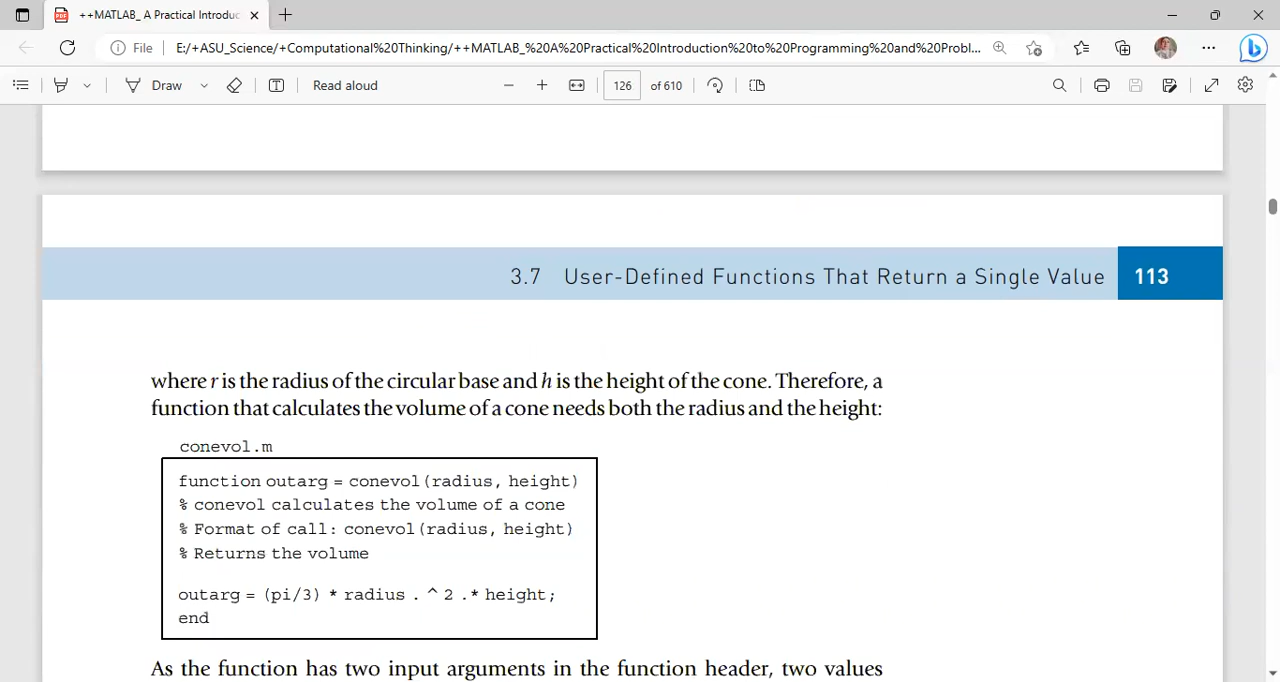 ++MATLAB_ A Practical Introduc
File
E:/+ASU_Science/+Computational%20Thinking/++MATLAB_%20A%20Practical%20Introduction%20to%20Programming%20and%20Probl...
Draw
Read aloud
126
of 610
3.7 User-Defined Functions That Return a Single Value 113
where r is the radius of the circular base and h is the height of the cone. Therefore, a
function that calculates the volume of a cone needs both the radius and the height:
conevol.m
function outarg = conevol(radius, height)
% conevol calculates the volume of a cone
% Format of call: conevol(radius, height)
% Returns the volume
outarg = (pi/3) * radius . ^ 2 .* height;
end
As the function has two input arguments in the function header, two values